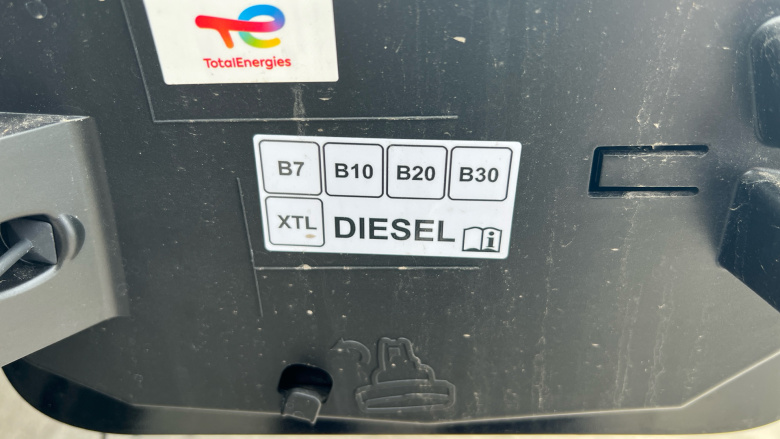 TotalEnergies
B7 B10 B20 B30
XTL DIESEL i